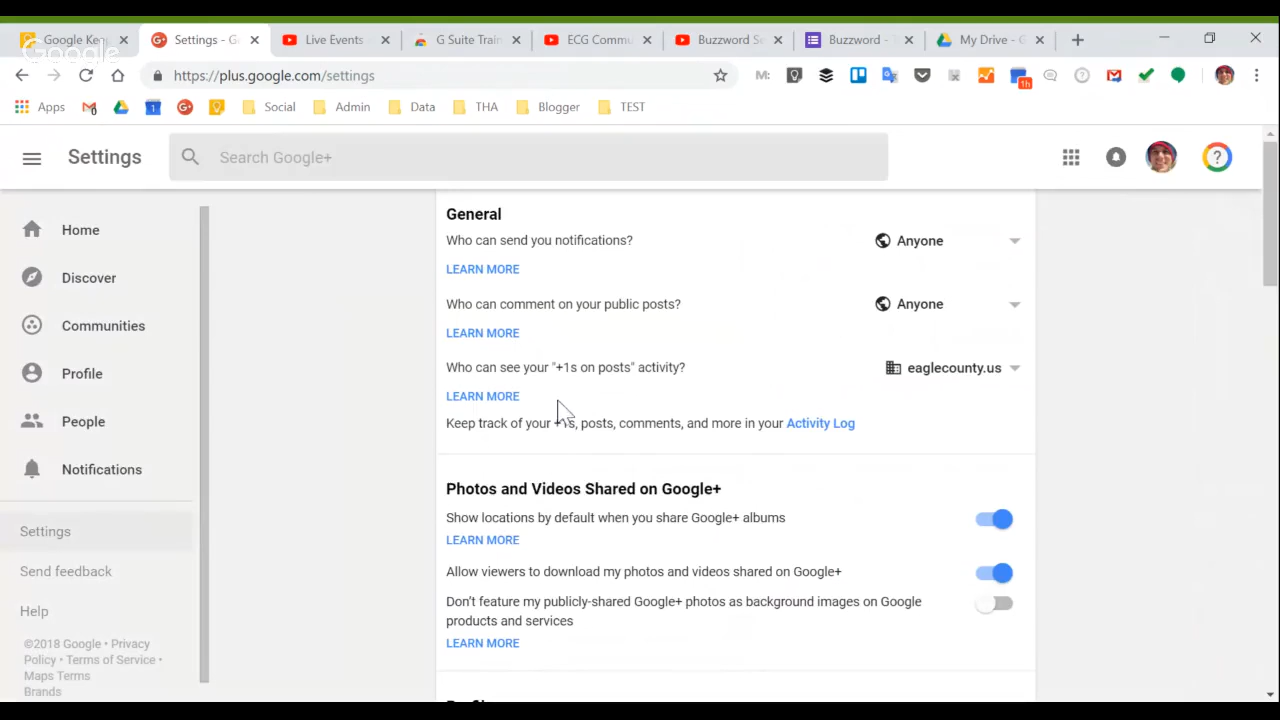 Google Ke
Settings - G
Live Events
G Suite Train
ECG Commu
Buzzword Se
Buzzword -
My Drive - G
Google
https://plus.google.com/settings
M:
1h
Apps
1
Social
Admin
Data
THA
Blogger
TEST
Settings
Search Google+
?
Home
Discover
Communities
Profile
People
Notifications
Settings
Send feedback
Help
©2018 Google • Privacy
Policy • Terms of Service •
Maps Terms
Brands
General
Who can send you notifications?
Anyone
LEARN MORE
Who can comment on your public posts?
Anyone
LEARN MORE
Who can see your "+1s on posts" activity?
eaglecounty.us
LEARN MORE
Keep track of your +1s, posts, comments, and more in your Activity Log
Photos and Videos Shared on Google+
Show locations by default when you share Google+ albums
LEARN MORE
Allow viewers to download my photos and videos shared on Google+
Don't feature my publicly-shared Google+ photos as background images on Google
products and services
LEARN MORE